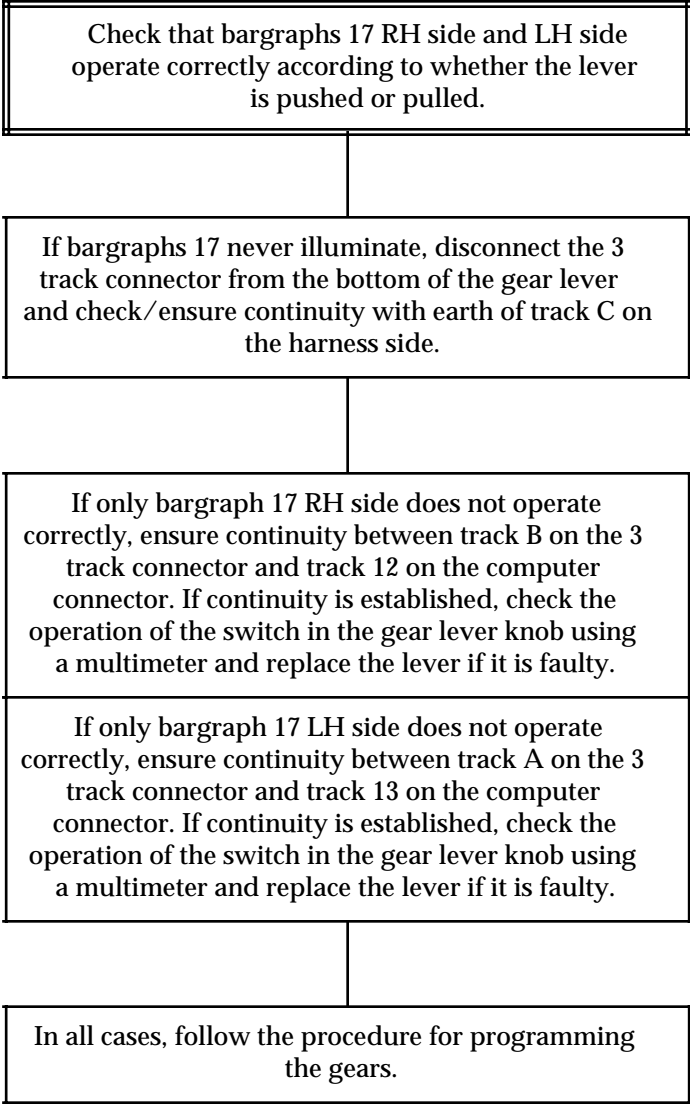 Check that bargraphs 17 RH side and LH side
operate correctly according to whether the lever
is pushed or pulled.
If bargraphs 17 never illuminate, disconnect the 3
track connector from the bottom of the gear lever
and check/ensure continuity with earth of track C on
the harness side.
If only bargraph 17 RH side does not operate
correctly, ensure continuity between track B on the 3
track connector and track 12 on the computer
connector. If continuity is established, check the
operation of the switch in the gear lever knob using
a multimeter and replace the lever if it is faulty.
If only bargraph 17 LH side does not operate
correctly, ensure continuity between track A on the 3
track connector and track 13 on the computer
connector. If continuity is established, check the
operation of the switch in the gear lever knob using
a multimeter and replace the lever if it is faulty.
In all cases, follow the procedure for programming
the gears.